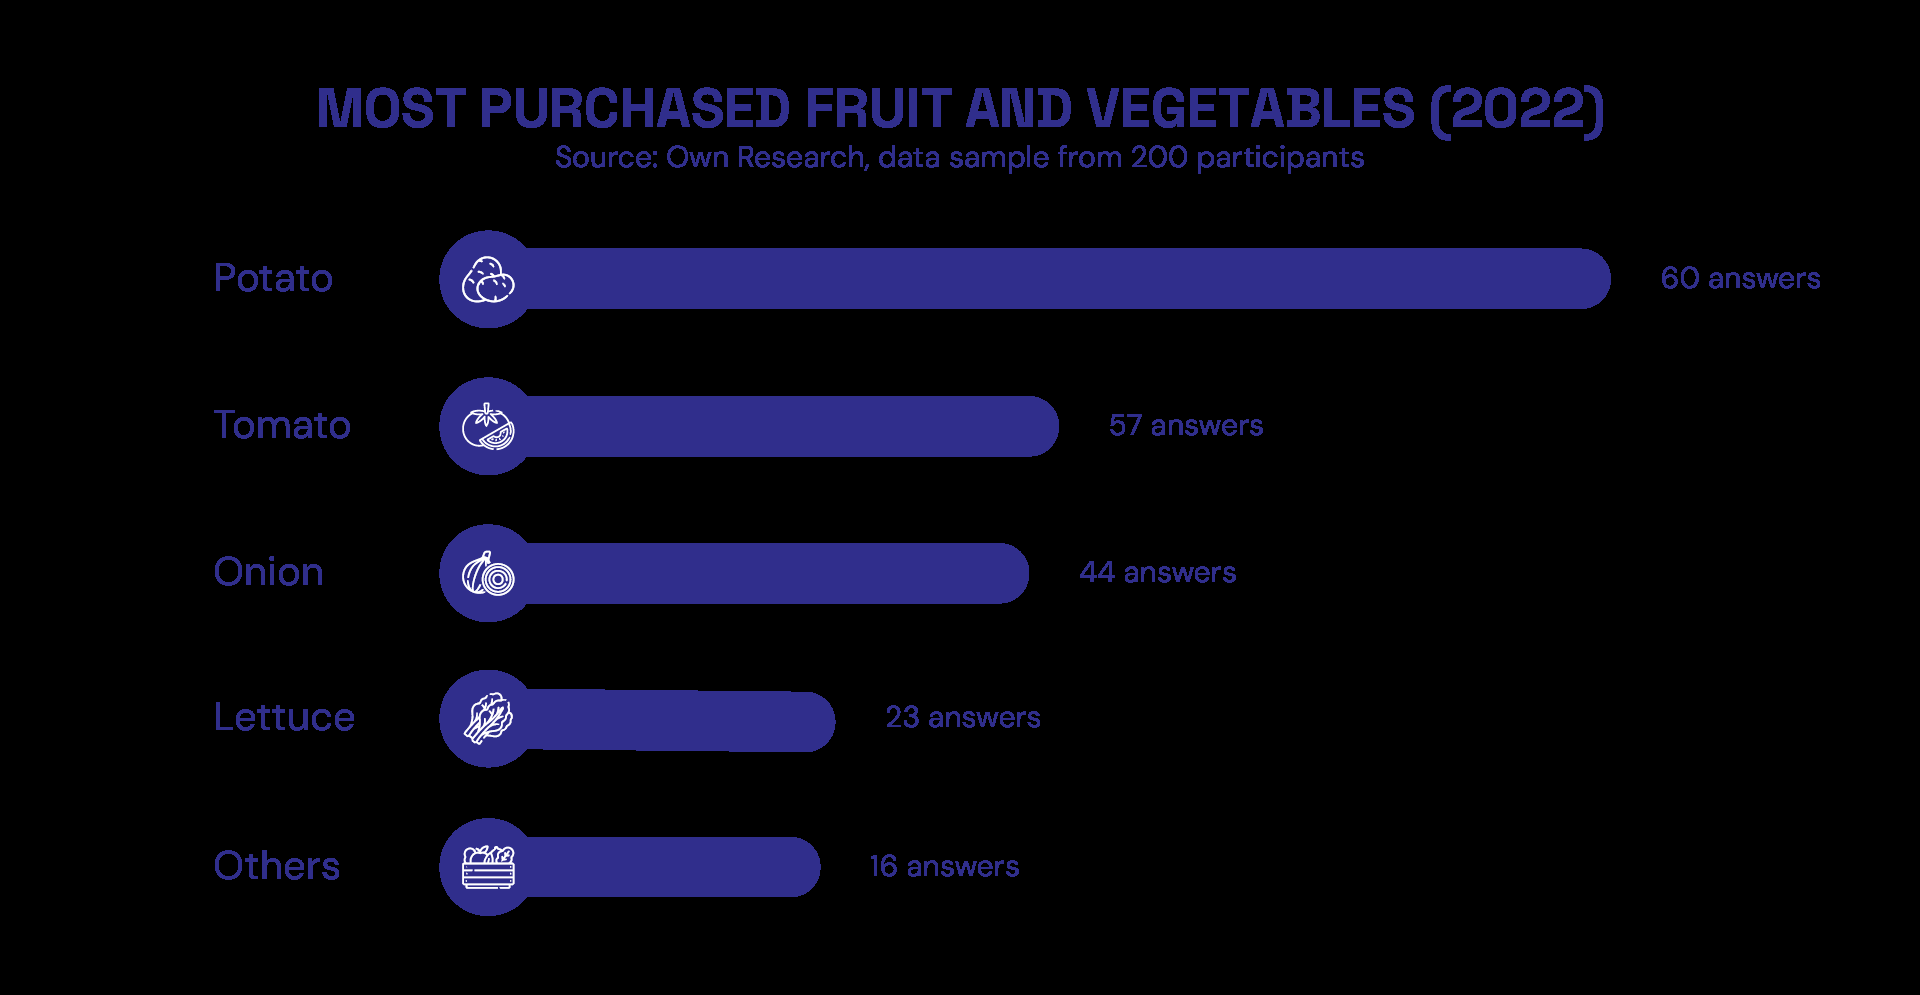 MOST PURCHASED FRUIT AND VEGETABLES (2022)
Source: Own Research, data sample from 200 participants
Potato
60 answers
Tomato
57 answers
Onion
44 answers
Lettuce
23 answers
Others
16 answers